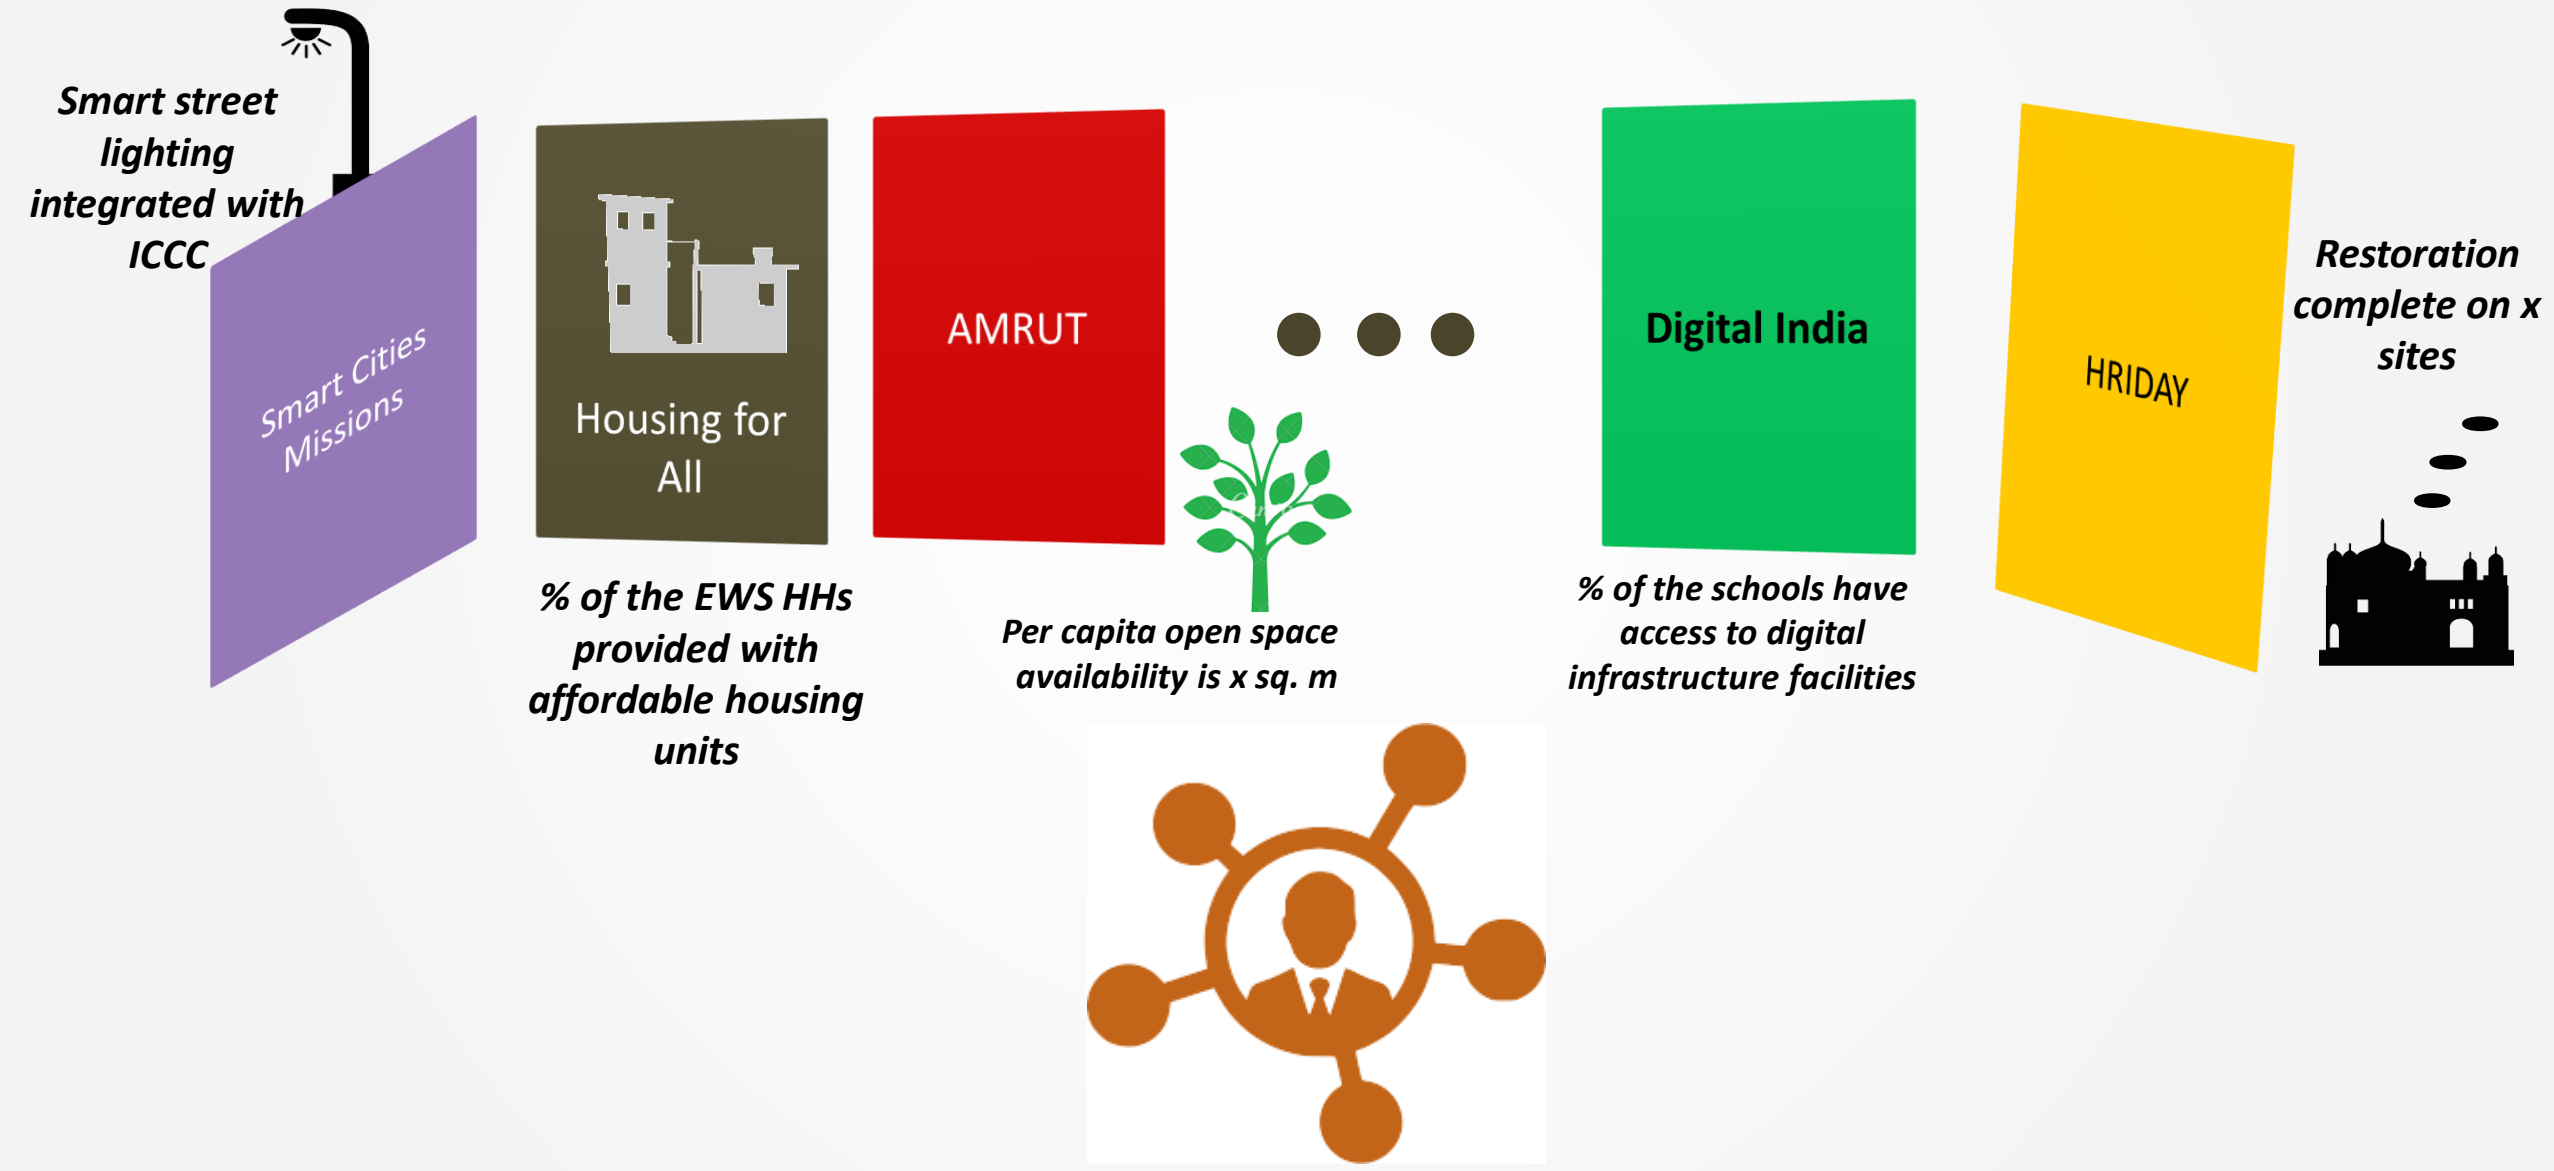 Smart street
lighting
integrated with
ICCC
Smart Cities
Missions
Housing for
All
% of the EWS HHs
provided with
affordable housing
units
AMRUT
Per capita open space
availability is x sq. m
Digital India
% of the schools have
access to digital
infrastructure facilities
HRIDAY
Restoration
complete on x
sites